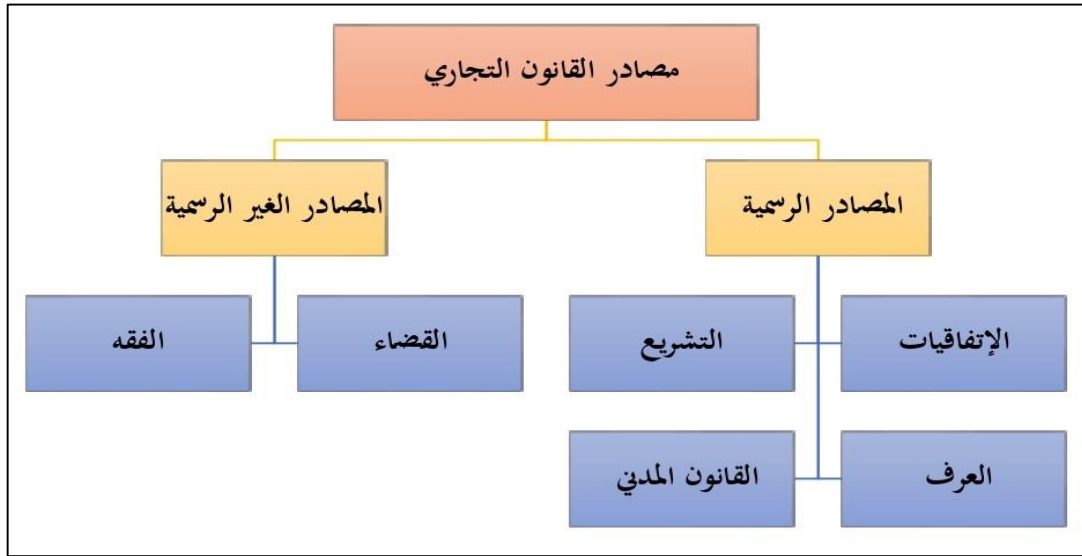 مصادر القانون التجاري
المصادر الرسمية
المصادر الغير الرسمية
الإتفاقيات
التشريع
القضاء
الفقه
العرف
القانون المدني